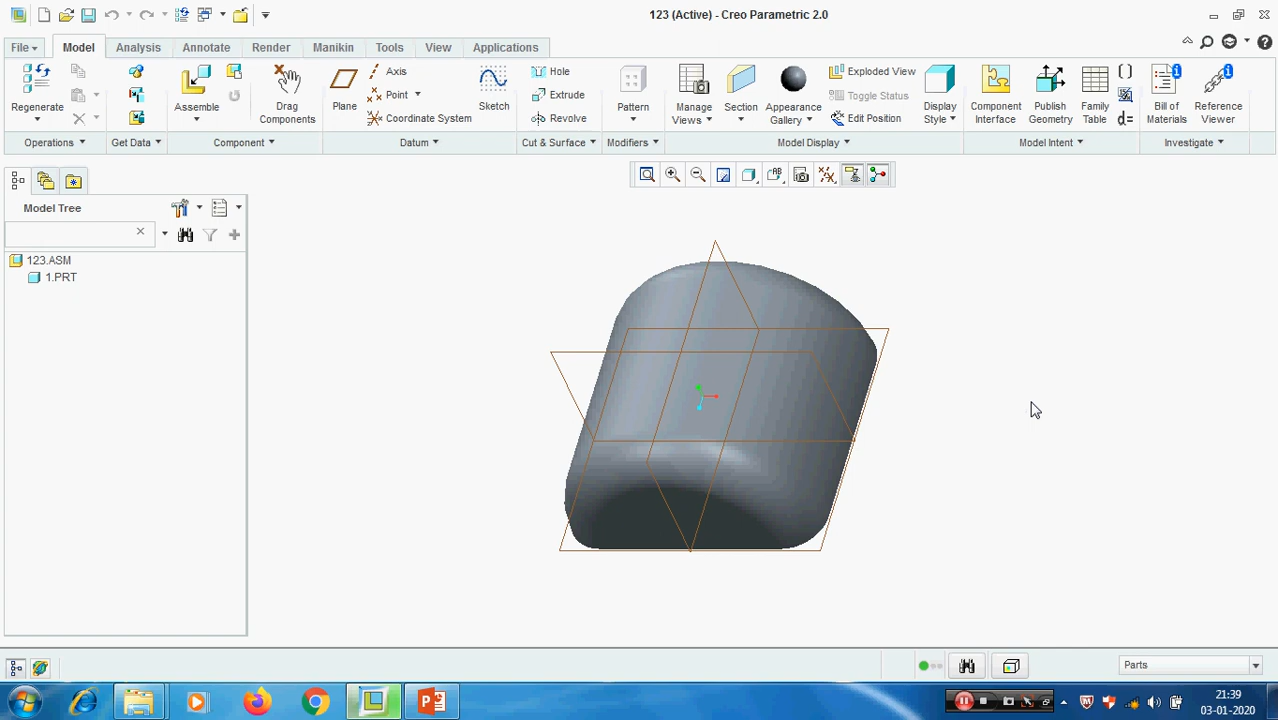 123 (Active) - Creo Parametric 2.0
File Model Analysis Annotate Render Manikin Tools View Applications
Regenerate
Operations
Get Data
Assemble
Drag
Components
Component
Plane
Axis
Point
Coordinate System
Datum
Sketch
Hole
Extrude
Revolve
Cut & Surface
Pattern
Modifiers
Manage
Views
Section
Appearance
Gallery
Exploded View
Toggle Status
Edit Position
Display
Style
Model Display
Component
Interface
Publish
Geometry
Family
Table
d=
Model Intent
Bill of
Materials
Reference
Viewer
Investigate
Model Tree
123.ASM
1.PRT
Parts
21:39
03-01-2020